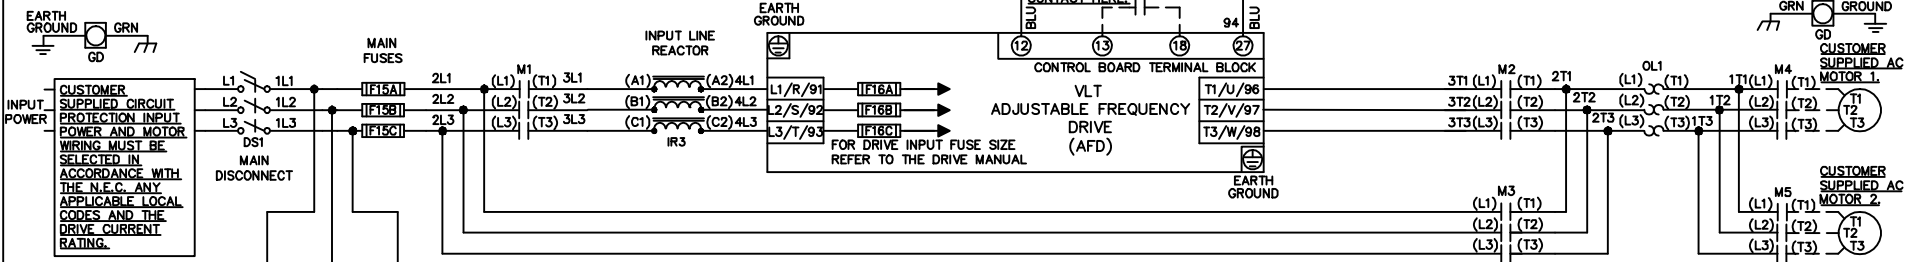 EARTH
GROUND
GRN
GD
INPUT
POWER
CUSTOMER
SUPPLIED CIRCUIT
PROTECTION INPUT
POWER AND MOTOR
WIRING MUST BE
SELECTED IN
ACCORDANCE WITH
THE N.E.C. ANY
APPLICABLE LOCAL
CODES AND THE
DRIVE CURRENT
RATING.
L1 1L1
L2 1L2
L3 1L3
DS1
MAIN
DISCONNECT
MAIN
FUSES
F15A
F15B
F15C
2L1
2L2
2L3
M1
(L1) (T1) 3L1
(L2) (T2) 3L2
(L3) (T3) 3L3
INPUT LINE
REACTOR
(A1) (A2) 4L1
(B1) (B2) 4L2
(C1) (C2) 4L3
IR3
EARTH
GROUND
L1/R/91
L2/S/92
L3/T/93
F16A
F16B
F16C
FOR DRIVE INPUT FUSE SIZE
REFER TO THE DRIVE MANUAL
CONTACT HERE.
BLU
94
BLU
12
13
18
27
CONTROL BOARD TERMINAL BLOCK
VLT
ADJUSTABLE FREQUENCY
DRIVE
(AFD)
T1/U/96
T2/V/97
T3/W/98
EARTH
GROUND
M2
3T1 (L1) (T1) 2T1
3T2 (L2) (T2) 2T2
3T3 (L3) (T3) 2T3
M3
(L1) (T1)
(L2) (T2)
(L3) (T3)
OL1
(L1) (T1) 1T1
(L2) (T2) 1T2
(L3) (T3) 1T3
GRN
GROUND
GD
CUSTOMER
SUPPLIED AC
MOTOR 1.
M4
(L1) (T1)
(L2) (T2)
(L3) (T3)
T1
T2
T3
CUSTOMER
SUPPLIED AC
MOTOR 2.
M5
(L1) (T1)
(L2) (T2)
(L3) (T3)
T1
T2
T3